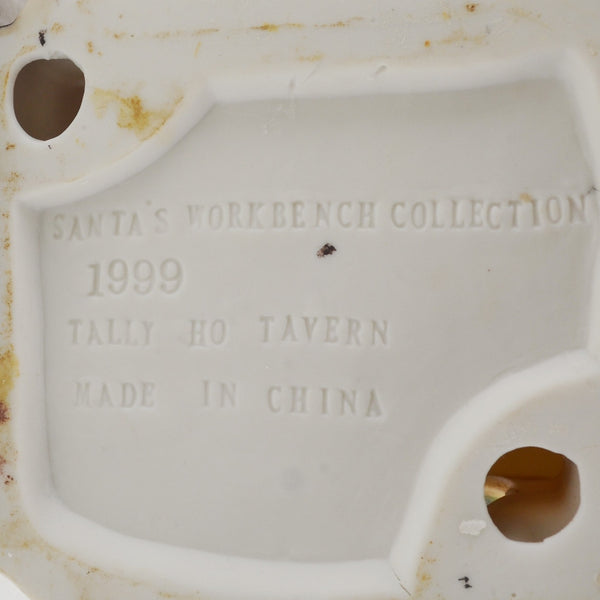 SANTA'S WORKBENCH COLLECTION
1999
TALLY HO TAVERN
MADE IN CHINA